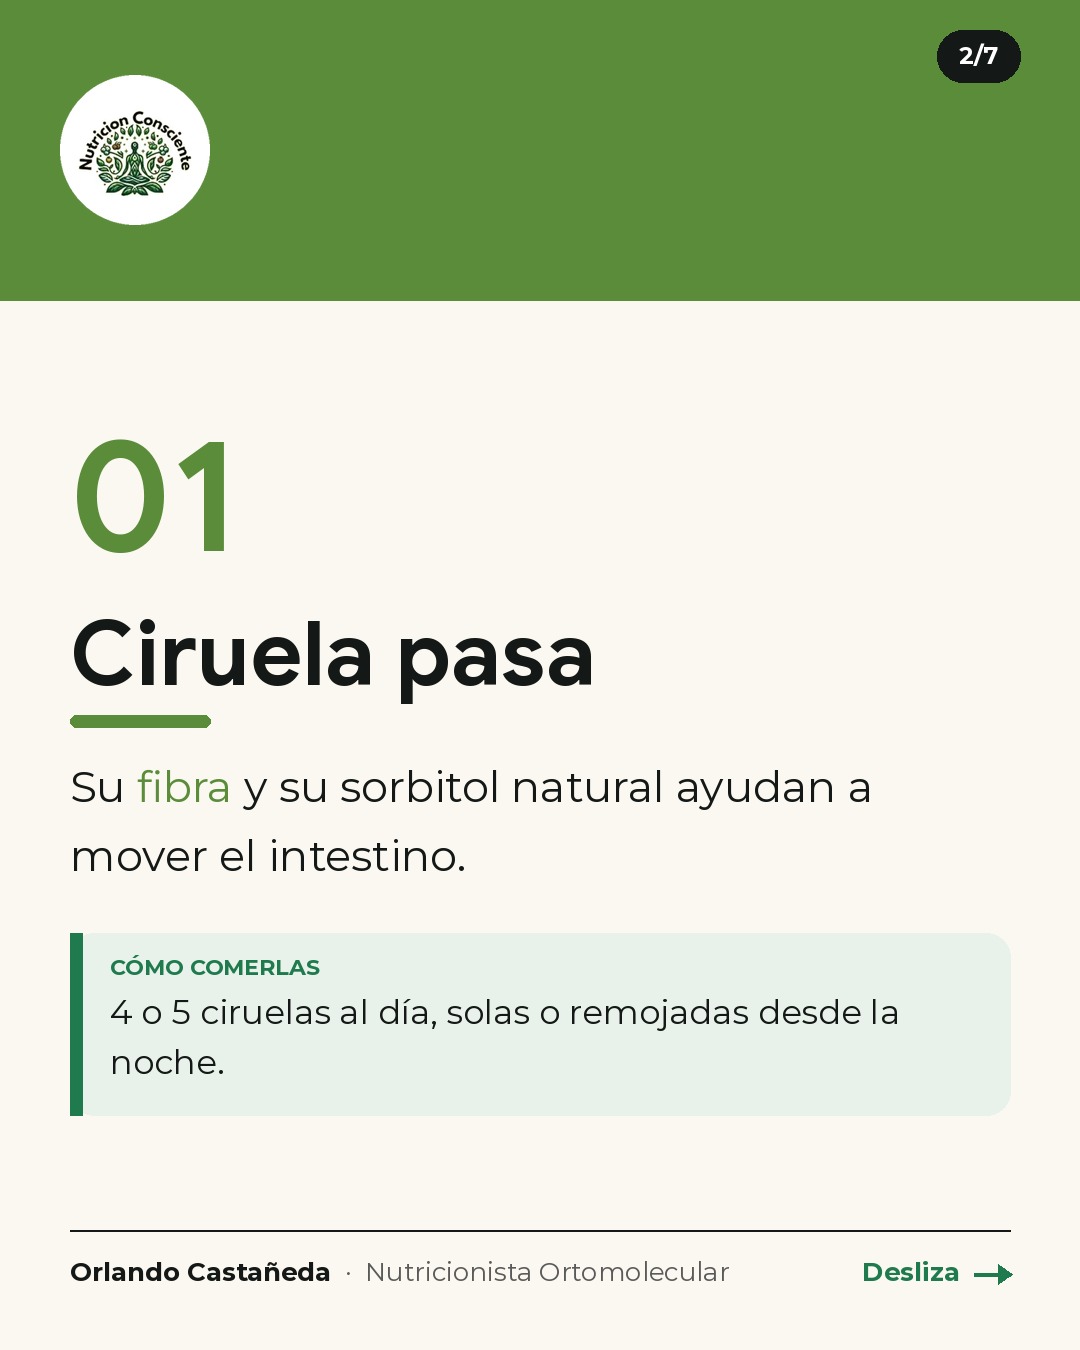 2/7
Nutricion Consciente
01
Ciruela pasa
Su fibra y su sorbitol natural ayudan a
mover el intestino.
CÓMO COMERLAS
4 o 5 ciruelas al día, solas o remojadas desde la
noche.
Orlando Castañeda · Nutricionista Ortomolecular
Desliza →